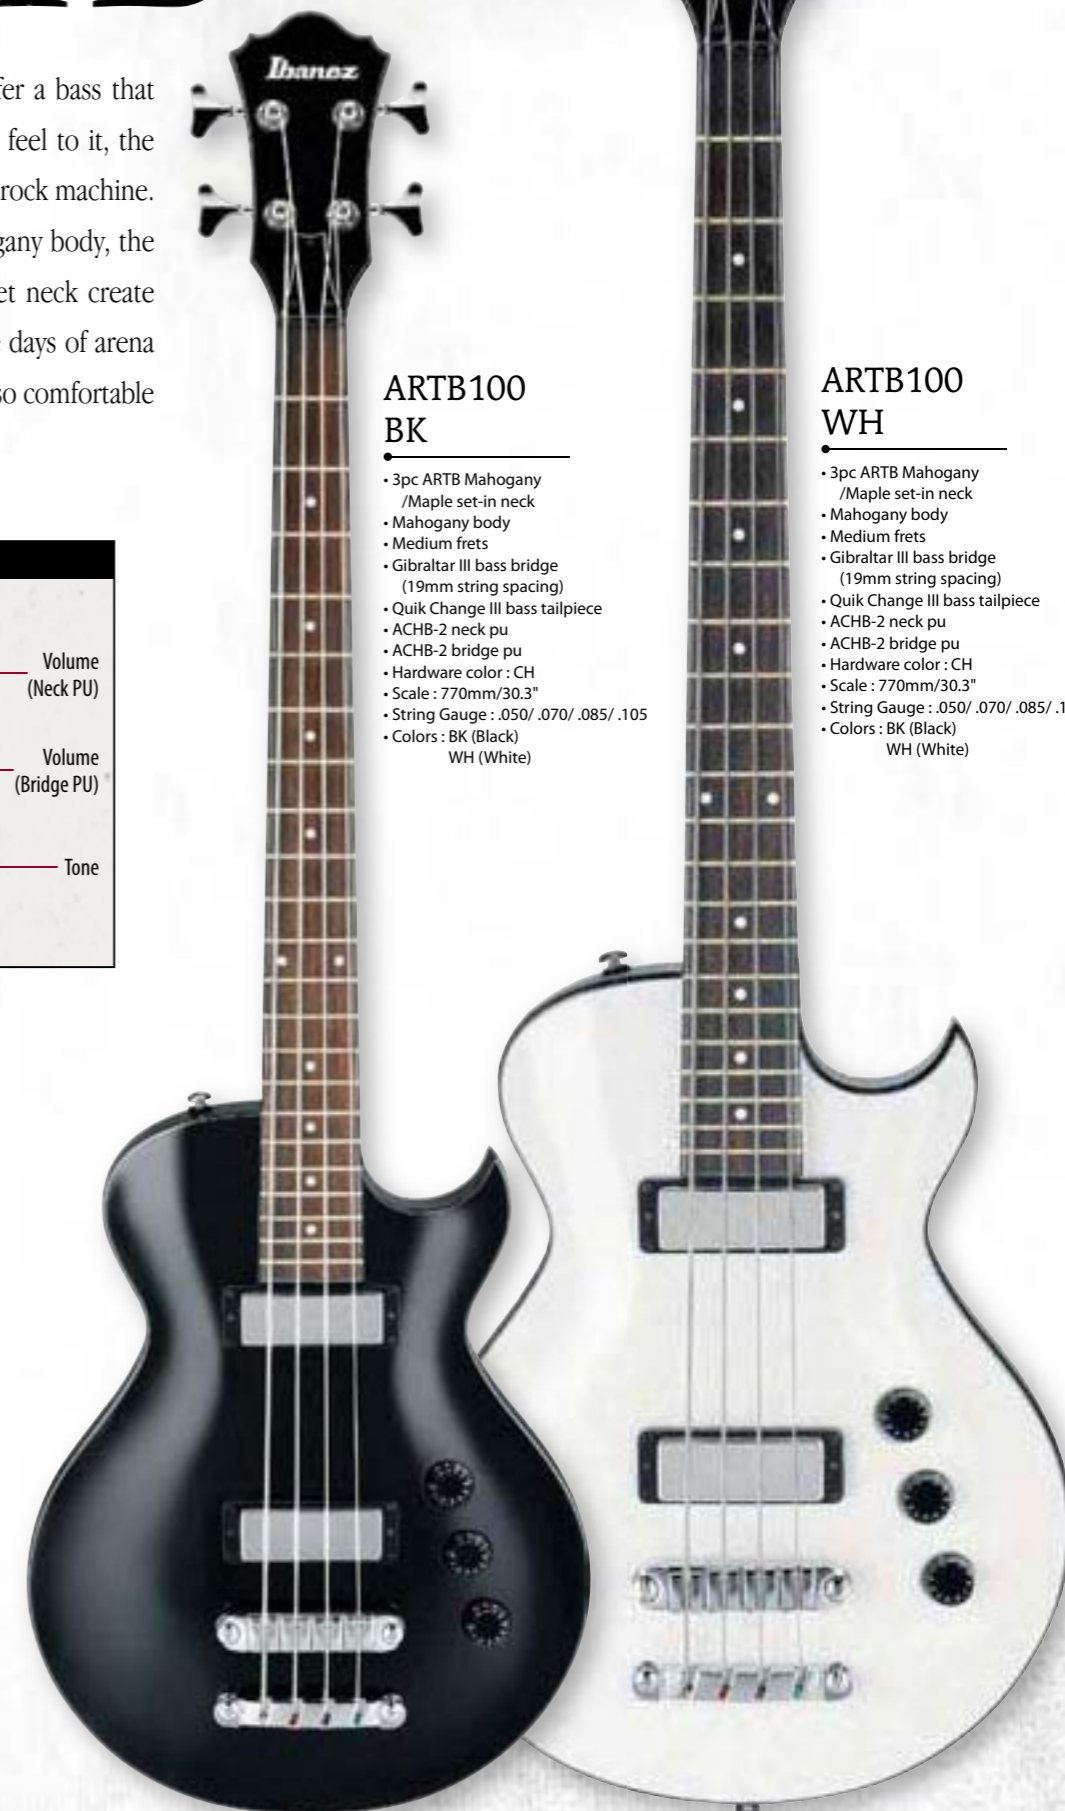 Ibanez
fer a bass that
feel to it, the
rock machine.
gany body, the
et neck create
days of arena
so comfortable
Volume
(Neck PU)
Volume
(Bridge PU)
Tone
ARTB100
BK
• 3pc ARTB Mahogany
/Maple set-in neck
• Mahogany body
• Medium frets
• Gibraltar III bass bridge
(19mm string spacing)
• Quik Change III bass tailpiece
• ACHB-2 neck pu
• ACHB-2 bridge pu
• Hardware color : CH
• Scale : 770mm/30.3"
• String Gauge : .050/ .070/ .085/ .105
• Colors : BK (Black)
WH (White)
ARTB100
WH
• 3pc ARTB Mahogany
/Maple set-in neck
• Mahogany body
• Medium frets
• Gibraltar III bass bridge
(19mm string spacing)
• Quik Change III bass tailpiece
• ACHB-2 neck pu
• ACHB-2 bridge pu
• Hardware color : CH
• Scale : 770mm/30.3"
• String Gauge : .050/ .070/ .085/ .1
• Colors : BK (Black)
WH (White)